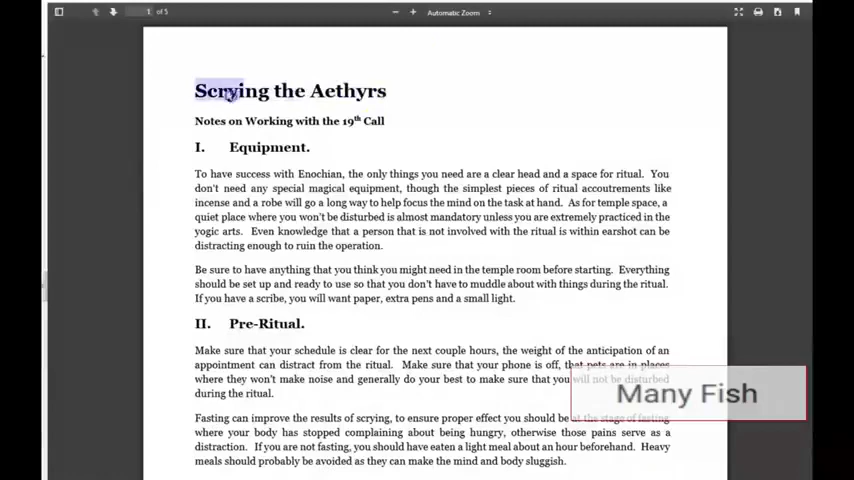 1 of 5
Automatic Zoom
Scrying the Aethyrs
Notes on Working with the 19th Call
I. Equipment.
To have success with Enochian, the only things you need are a clear head and a space for ritual. You
don't need any special magical equipment, though the simplest pieces of ritual accoutrements like
incense and a robe will go a long way to help focus the mind on the task at hand. As for temple space, a
quiet place where you won't be disturbed is almost mandatory unless you are extremely practiced in the
yogic arts. Even knowledge that a person that is not involved with the ritual is within earshot can be
distracting enough to ruin the operation.
Be sure to have anything that you think you might need in the temple room before starting. Everything
should be set up and ready to use so that you don't have to muddle about with things during the ritual.
If you have a scribe, you will want paper, extra pens and a small light.
II. Pre-Ritual.
Make sure that your schedule is clear for the next couple hours, the weight of the anticipation of an
appointment can distract from the ritual. Make sure that your phone is off, that pets are in places
where they won't make noise and generally do your best to make sure that you will not be disturbed
during the ritual.
Many Fish
Fasting can improve the results of scrying, to ensure proper effect you should be at the stage of fasting
where your body has stopped complaining about being hungry, otherwise those pains serve as a
distraction. If you are not fasting, you should have eaten a light meal about an hour beforehand. Heavy
meals should probably be avoided as they can make the mind and body sluggish.